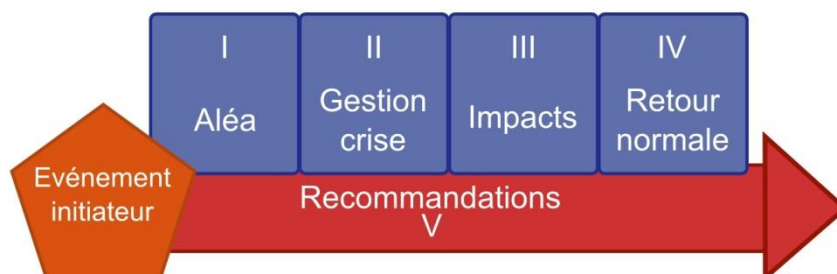 I
Aléa
II
Gestion
crise
III
Impacts
IV
Retour
normale
Evénement
initiateur
Recommandations
V